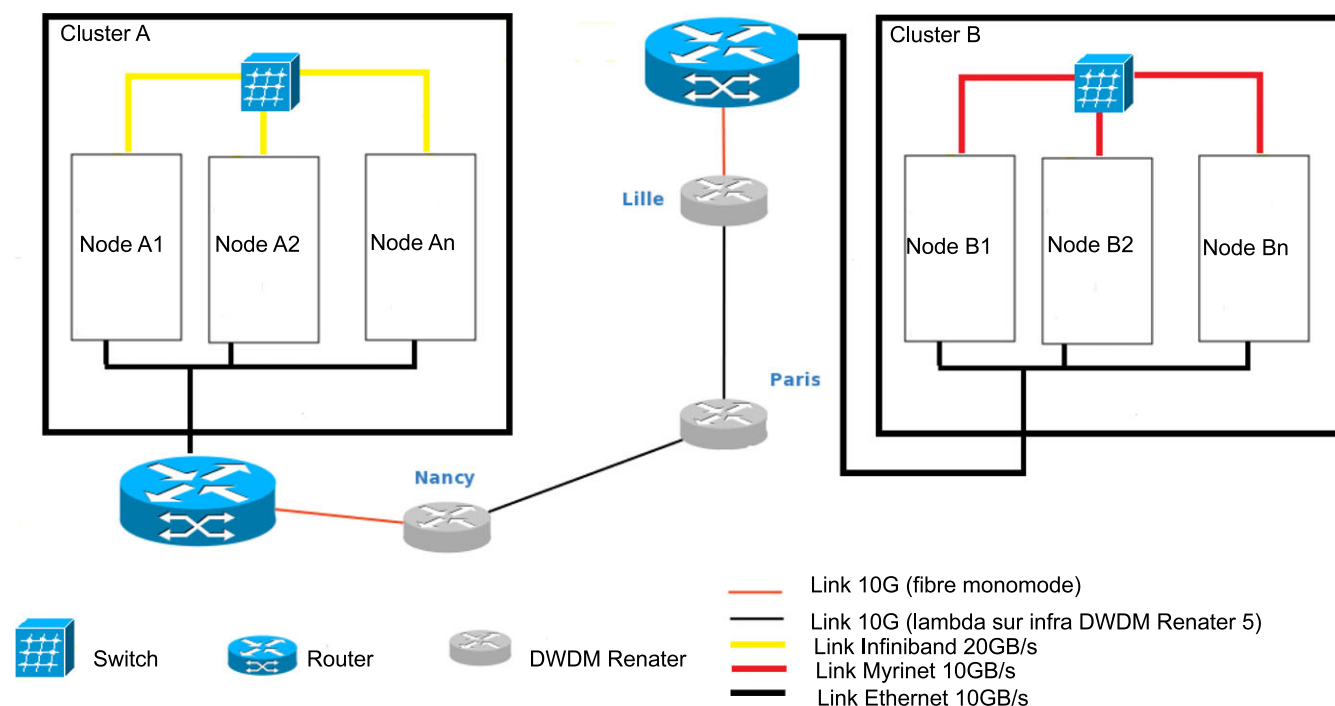 Cluster A
Cluster B
Lille
Node A1
Node A2
Node An
Node B1
Node B2
Node Bn
Paris
Nancy
Link 10G (fibre monomode)
Link 10G (lambda sur infra DWDM Renater 5)
Link Infiniband 20GB/s
Link Myrinet 10GB/s
Link Ethernet 10GB/s
Switch
Router
DWDM Renater